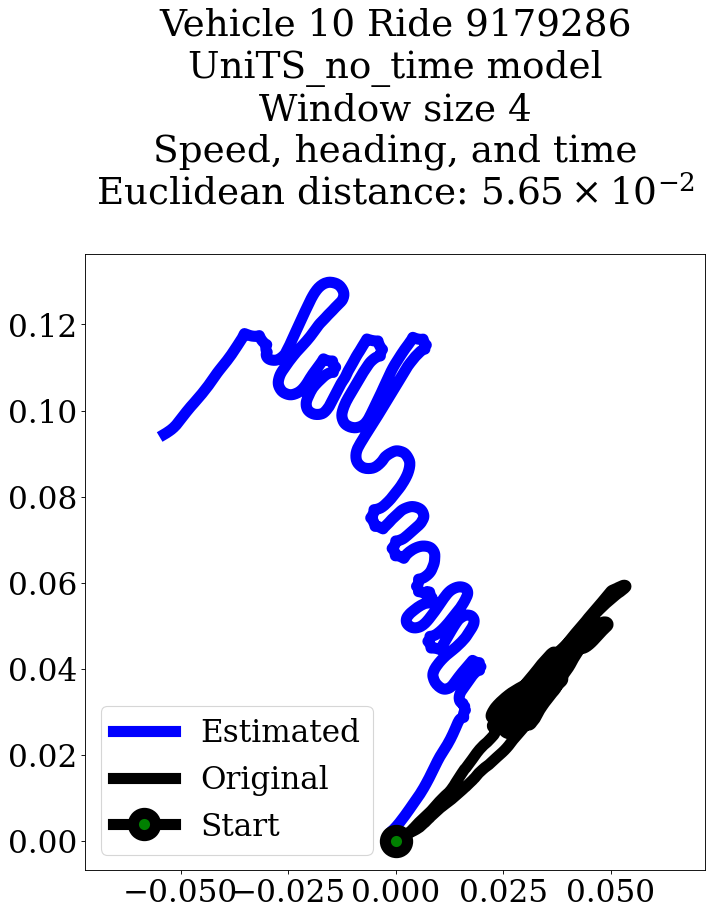 Vehicle 10 Ride 9179286
UniTS_no_time model
Window size 4
Speed, heading, and time
Euclidean distance: 5.65 × 10⁻²
0.12
0.10
0.08
0.06
0.04
0.02
0.00
Estimated
Original
Start
−0.050 −0.025 0.000 0.025 0.050